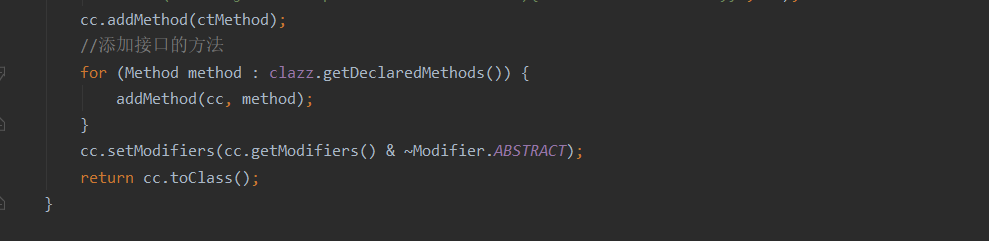 cc.addMethod(ctMethod);
//添加接口的方法
for (Method method : clazz.getDeclaredMethods()) {
addMethod(cc, method);
}
cc.setModifiers(cc.getModifiers() & ~Modifier.ABSTRACT);
return cc.toClass();
}